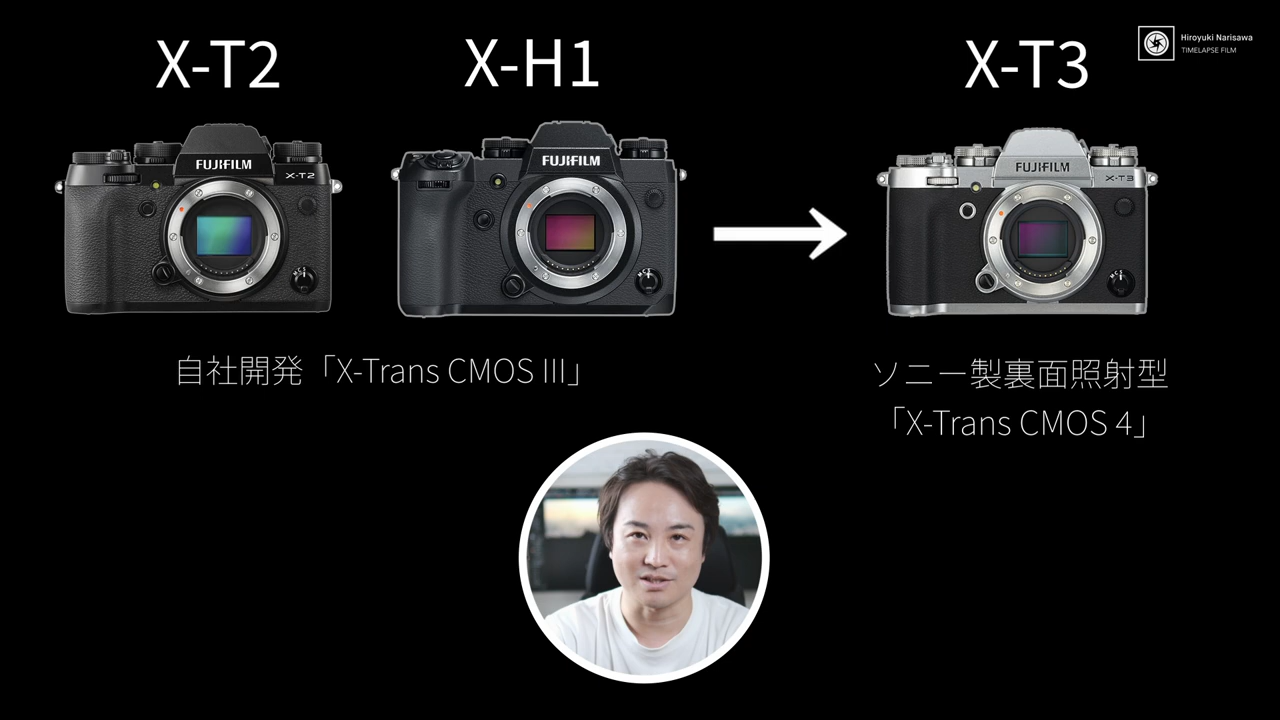 X-T2
X-H1
X-T3
Hiroyuki Narisawa
TIMELAPSE FILM
FUJIFILM
X-T2
FUJIFILM
FUJIFILM
X-T3
自社開発「X-Trans CMOS III」
ソニー製裏面照射型
「X-Trans CMOS 4」